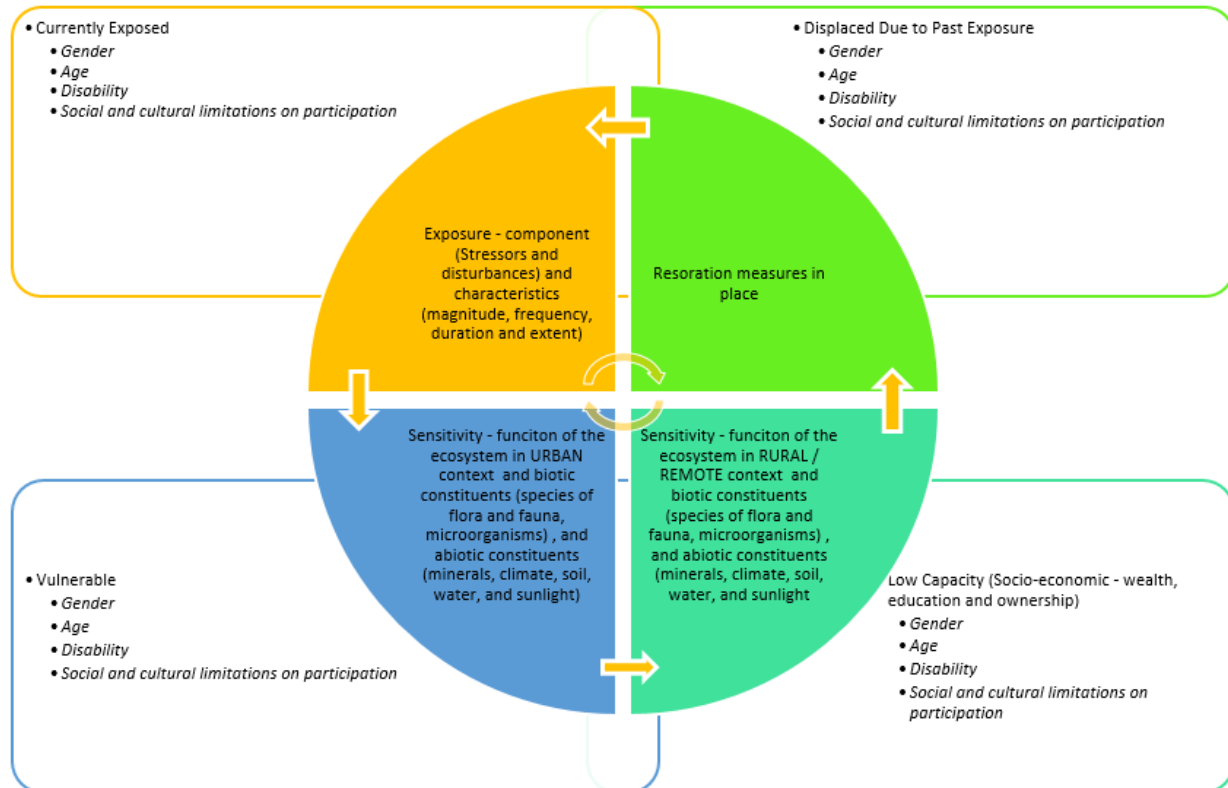 • Currently Exposed
• Gender
• Age
• Disability
• Social and cultural limitations on participation
• Displaced Due to Past Exposure
• Gender
• Age
• Disability
• Social and cultural limitations on participation
Exposure - component
(Stressors and
disturbances) and
characteristics
(magnitude, frequency,
duration and extent)
Resoration measures in
place
Sensitivity - funciton of the
ecosystem in URBAN
context and biotic
constituents (species of
flora and fauna,
microorganisms) , and
abiotic constituents
(minerals, climate, soil,
water, and sunlight)
Sensitivity - funciton of the
ecosystem in RURAL /
REMOTE context and
biotic constituents
(species of flora and
fauna, microorganisms) ,
and abiotic constituents
(minerals, climate, soil,
water, and sunlight
• Vulnerable
• Gender
• Age
• Disability
• Social and cultural limitations on participation
Low Capacity (Socio-economic - wealth,
education and ownership)
• Gender
• Age
• Disability
• Social and cultural limitations on
participation